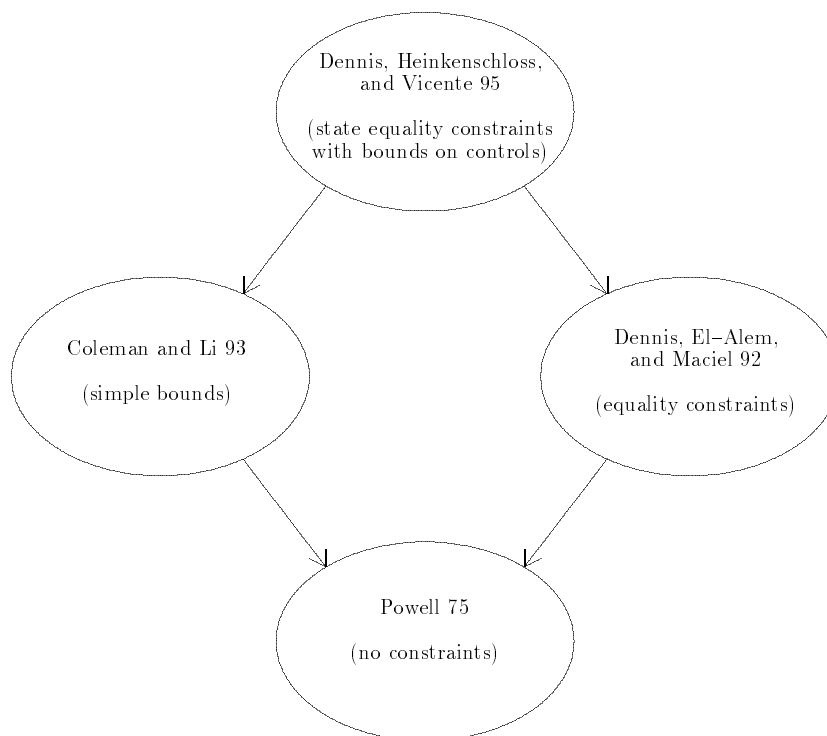 Dennis, Heinkenschloss,
and Vicente 95
(state equality constraints
with bounds on controls)
Coleman and Li 93
(simple bounds)
Dennis, El–Alem,
and Maciel 92
(equality constraints)
Powell 75
(no constraints)